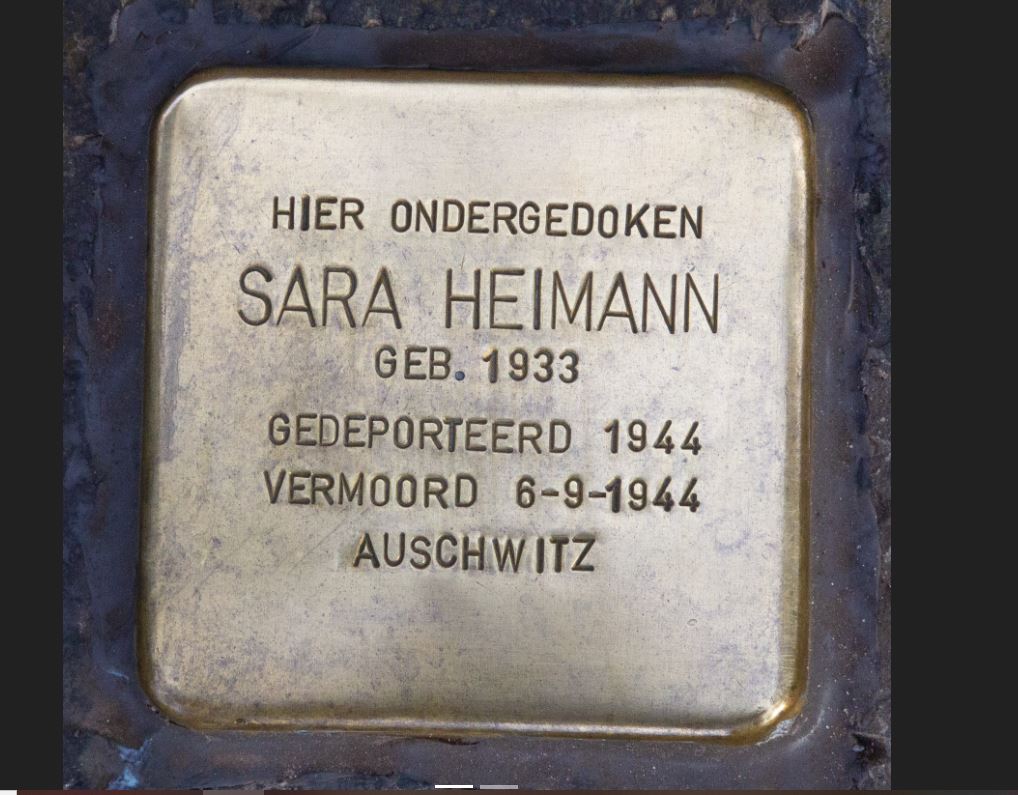 HIER ONDERGEDOKEN
SARA HEIMANN
GEB. 1933
GEDEPORTEERD 1944
VERMOORD 6-9-1944
AUSCHWITZ